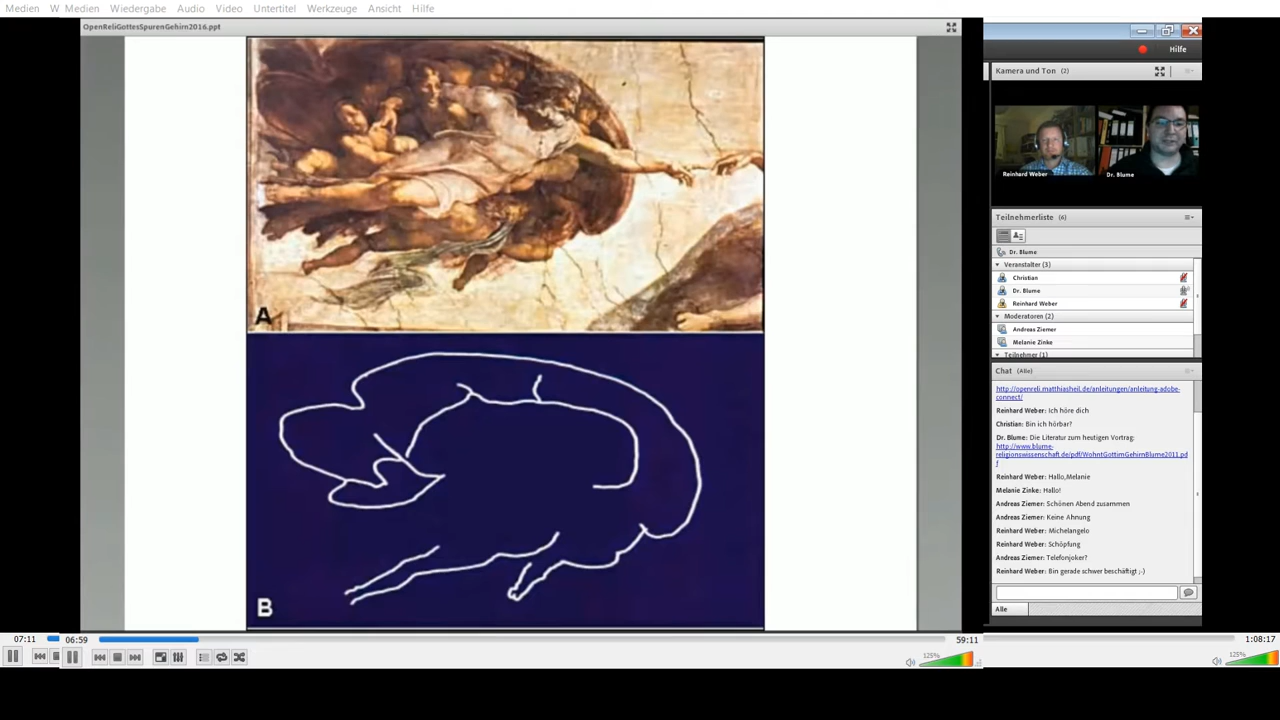 Medien W Medien Wiedergabe Audio Video Untertitel Werkzeuge Ansicht Hilfe
OpenReliGottesSpurenGehirn2016.ppt
A
B
Hilfe
Kamera und Ton (2)
Reinhard Weber
Dr. Blume
Teilnehmerliste (6)
Dr. Blume
Veranstalter (3)
Christian
Dr. Blume
Reinhard Weber
Moderatoren (2)
Andreas Ziemer
Melanie Zinke
Teilnehmer (1)
Chat (Alle)
http://openreli.matthiasheil.de/anleitungen/anleitung-adobe-
connect/
Reinhard Weber: Ich höre dich
Christian: Bin ich hörbar?
Dr. Blume: Die Literatur zum heutigen Vortrag:
http://www.blume-
religionswissenschaft.de/pdf/WohntGottimGehirnBlume2011.pd
f
Reinhard Weber: Hallo,Melanie
Melanie Zinke: Hallo!
Andreas Ziemer: Schönen Abend zusammen
Andreas Ziemer: Keine Ahnung
Reinhard Weber: Michelangelo
Reinhard Weber: Schöpfung
Andreas Ziemer: Telefonjoker?
Reinhard Weber: Bin gerade schwer beschäftigt ;-)
Alle
07:11 06:59 59:11 1:08:17
125% 125%